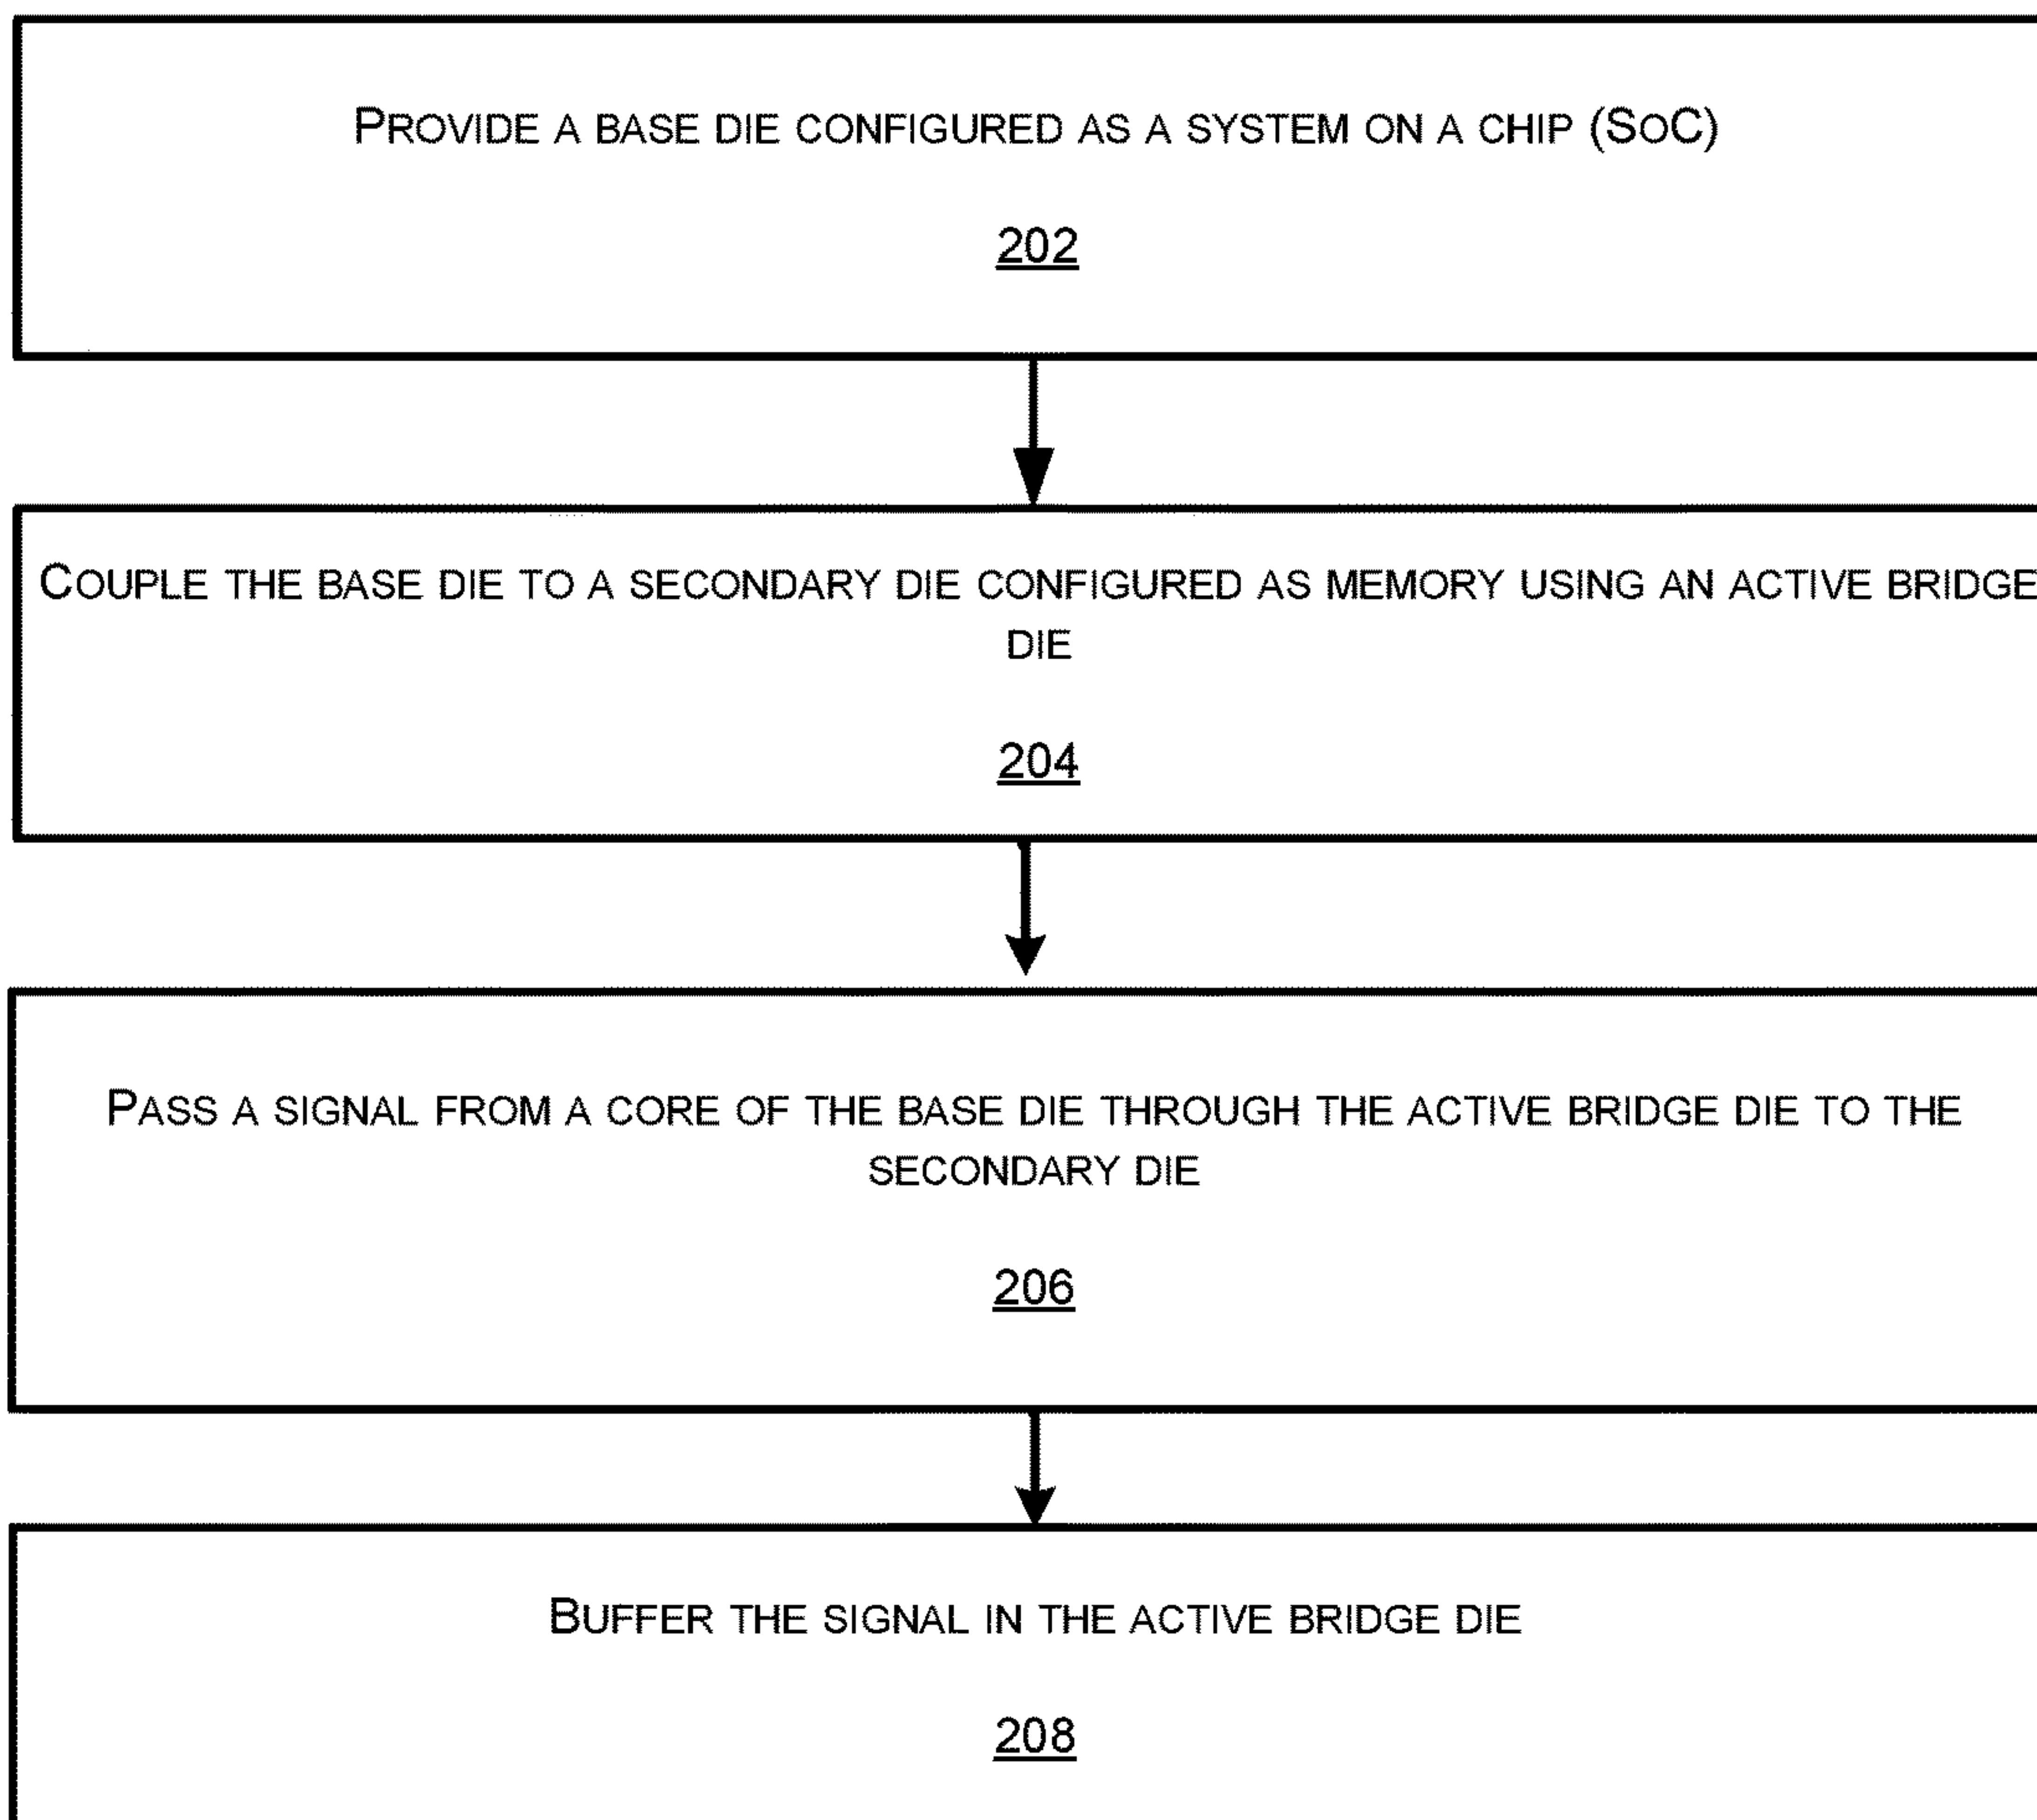 PROVIDE A BASE DIE CONFIGURED AS A SYSTEM ON A CHIP (SOC)
202
COUPLE THE BASE DIE TO A SECONDARY DIE CONFIGURED AS MEMORY USING AN ACTIVE BRIDGE
DIE
204
PASS A SIGNAL FROM A CORE OF THE BASE DIE THROUGH THE ACTIVE BRIDGE DIE TO THE
SECONDARY DIE
206
BUFFER THE SIGNAL IN THE ACTIVE BRIDGE DIE
208